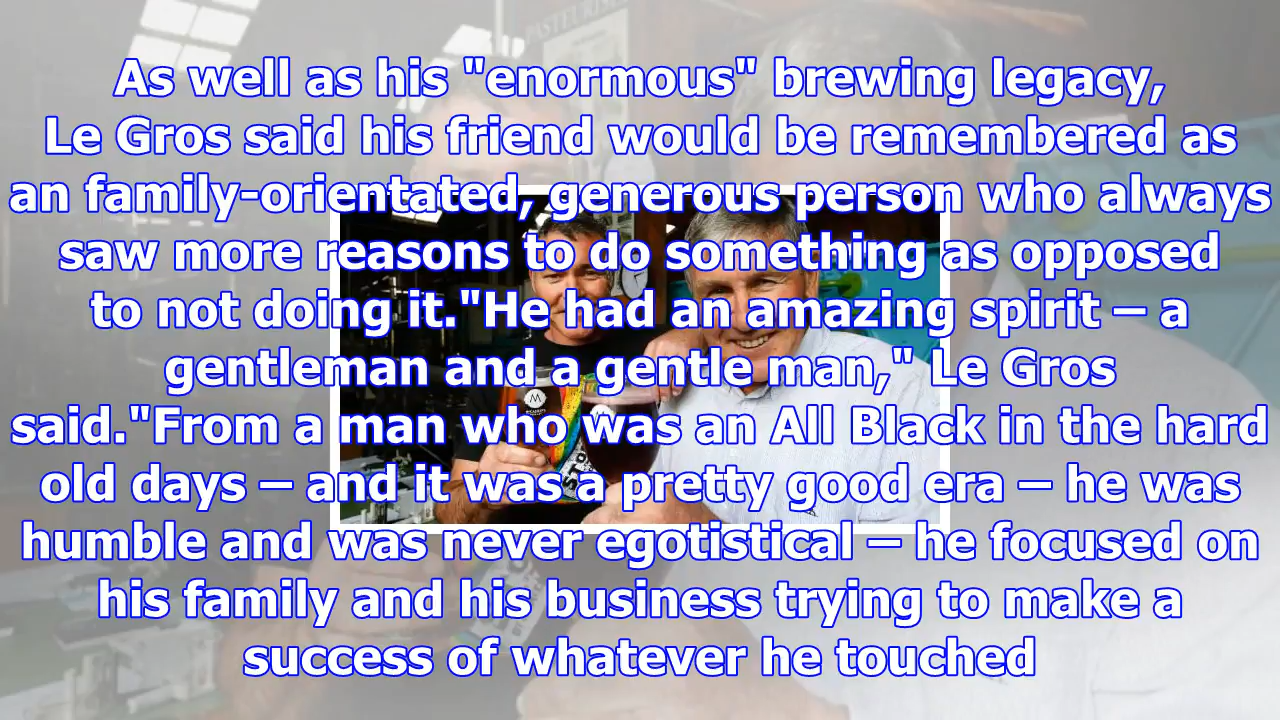 PASTEURISE
As well as his "enormous" brewing legacy,
Le Gros said his friend would be remembered as
an family-orientated, generous person who always
saw more reasons to do something as opposed
to not doing it."He had an amazing spirit – a
gentleman and a gentle man," Le Gros
said."From a man who was an All Black in the hard
old days – and it was a pretty good era – he was
humble and was never egotistical – he focused on
his family and his business trying to make a
success of whatever he touched